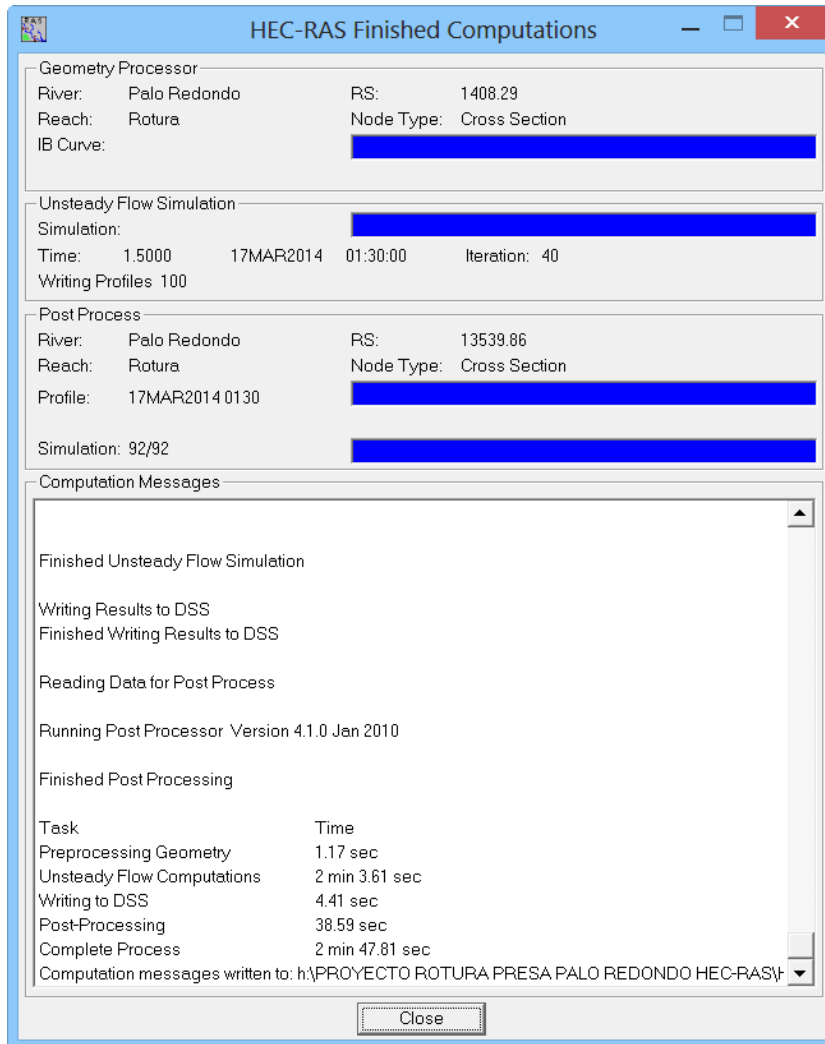 HEC-RAS Finished Computations
Geometry Processor
River: Palo Redondo RS: 1408.29
Reach: Rotura Node Type: Cross Section
IB Curve:
Unsteady Flow Simulation
Simulation:
Time: 1.5000 17MAR2014 01:30:00 Iteration: 40
Writing Profiles 100
Post Process
River: Palo Redondo RS: 13539.86
Reach: Rotura Node Type: Cross Section
Profile: 17MAR2014 0130
Simulation: 92/92
Computation Messages
Finished Unsteady Flow Simulation
Writing Results to DSS
Finished Writing Results to DSS
Reading Data for Post Process
Running Post Processor Version 4.1.0 Jan 2010
Finished Post Processing
Task Time
Preprocessing Geometry 1.17 sec
Unsteady Flow Computations 2 min 3.61 sec
Writing to DSS 4.41 sec
Post-Processing 38.59 sec
Complete Process 2 min 47.81 sec
Computation messages written to: h:\PROYECTO ROTURA PRESA PALO REDONDO HEC-RAS\
Close